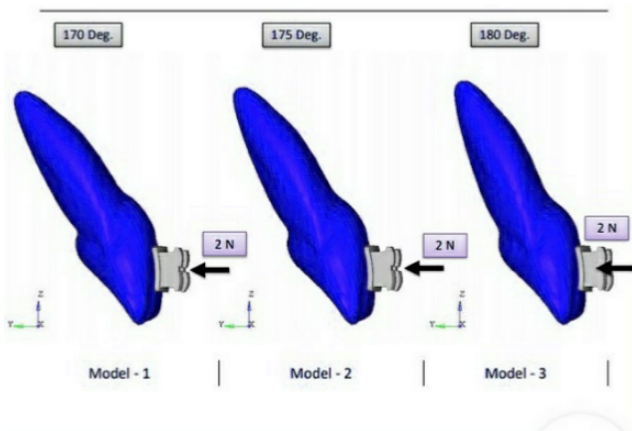 170 Deg. 175 Deg. 180 Deg.
2 N 2 N 2 N
Z Z Z
Y X Y X Y X
Model - 1 Model - 2 Model - 3